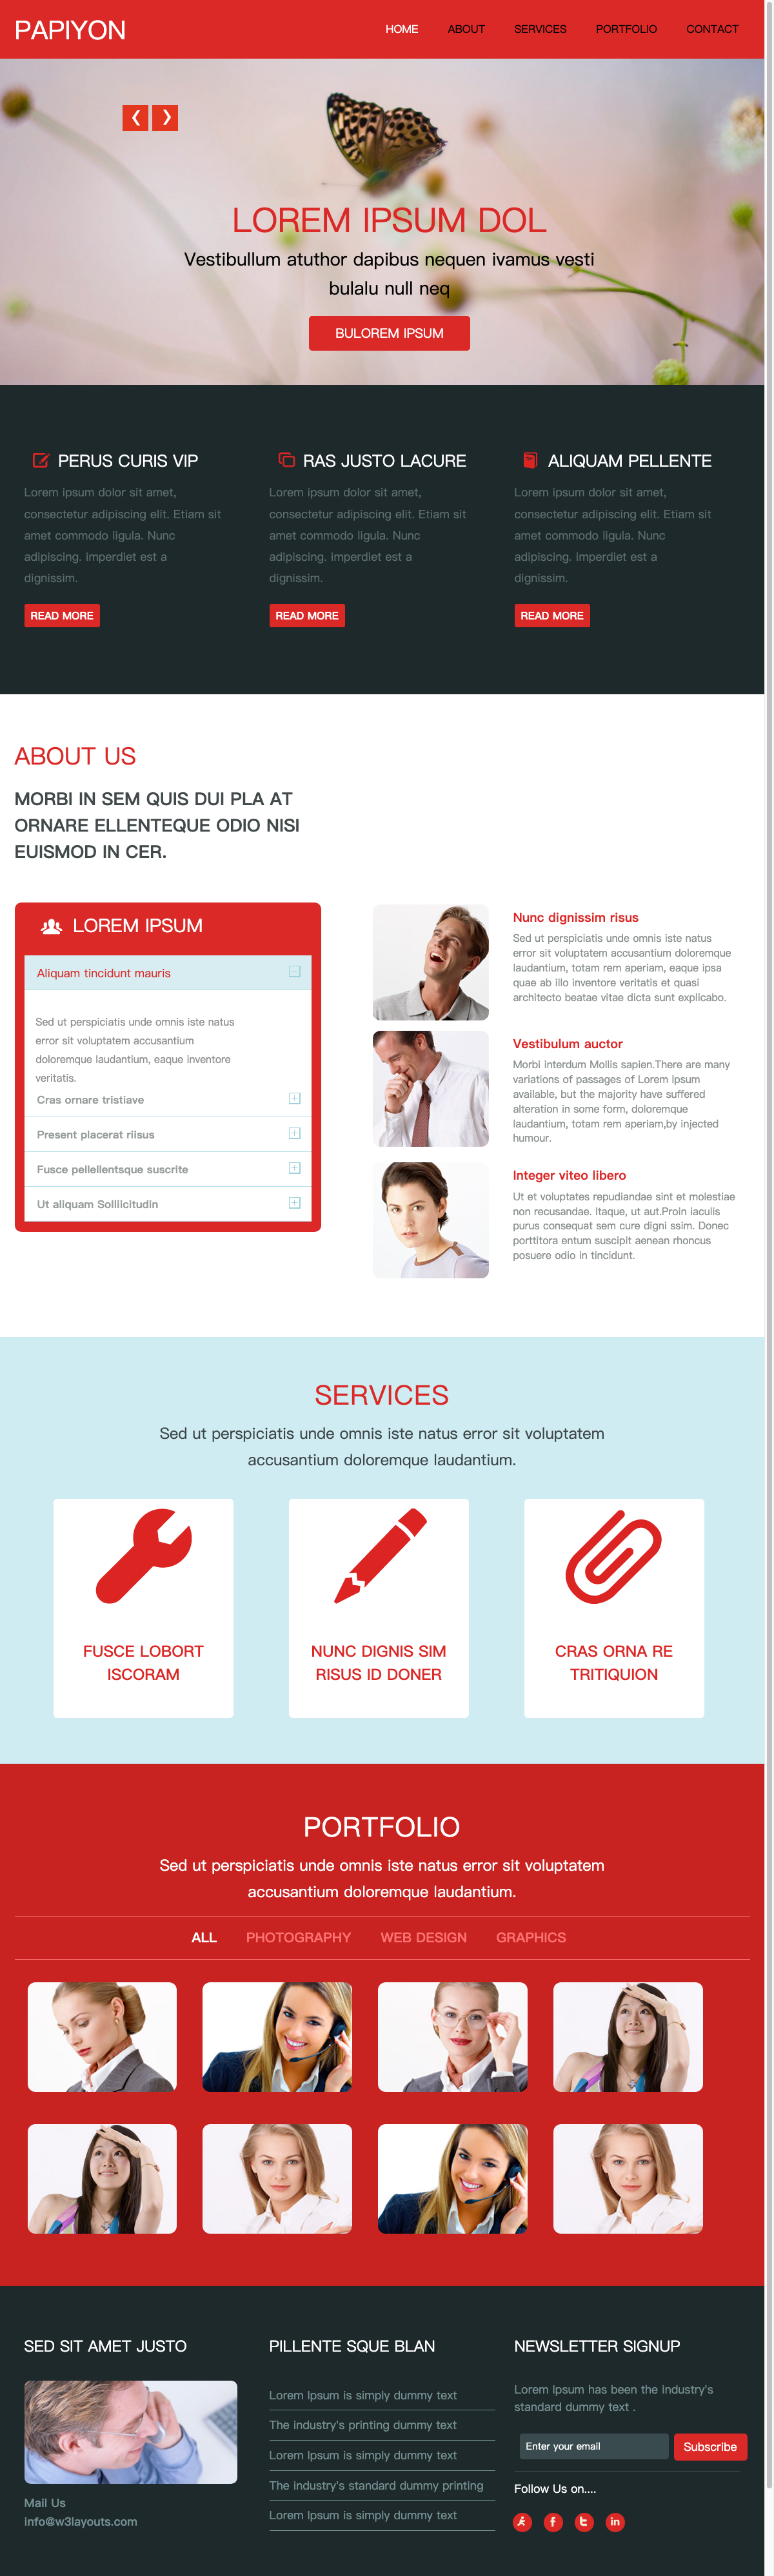 PAPIYON
HOME ABOUT SERVICES PORTFOLIO CONTACT
LOREM IPSUM DOL
Vestibullum atuthor dapibus nequen ivamus vesti
bulalu null neq
BULOREM IPSUM
PERUS CURIS VIP
Lorem ipsum dolor sit amet,
consectetur adipiscing elit. Etiam sit
amet commodo ligula. Nunc
adipiscing. imperdiet est a
dignissim.
READ MORE
RAS JUSTO LACURE
Lorem ipsum dolor sit amet,
consectetur adipiscing elit. Etiam sit
amet commodo ligula. Nunc
adipiscing. imperdiet est a
dignissim.
READ MORE
ALIQUAM PELLENTE
Lorem ipsum dolor sit amet,
consectetur adipiscing elit. Etiam sit
amet commodo ligula. Nunc
adipiscing. imperdiet est a
dignissim.
READ MORE
ABOUT US
MORBI IN SEM QUIS DUI PLA AT
ORNARE ELLENTEQUE ODIO NISI
EUISMOD IN CER.
LOREM IPSUM
Aliquam tincidunt mauris
Sed ut perspiciatis unde omnis iste natus
error sit voluptatem accusantium
doloremque laudantium, eaque inventore
veritatis.
Cras ornare tristiave
Present placerat riisus
Fusce pellellentsque suscrite
Ut aliquam Solliicitudin
Nunc dignissim risus
Sed ut perspiciatis unde omnis iste natus
error sit voluptatem accusantium doloremque
laudantium, totam rem aperiam, eaque ipsa
quae ab illo inventore veritatis et quasi
architecto beatae vitae dicta sunt explicabo.
Vestibulum auctor
Morbi interdum Mollis sapien.There are many
variations of passages of Lorem Ipsum
available, but the majority have suffered
alteration in some form, doloremque
laudantium, totam rem aperiam,by injected
humour.
Integer viteo libero
Ut et voluptates repudiandae sint et molestiae
non recusandae. Itaque, ut aut.Proin iaculis
purus consequat sem cure digni ssim. Donec
porttitora entum suscipit aenean rhoncus
posuere odio in tincidunt.
SERVICES
Sed ut perspiciatis unde omnis iste natus error sit voluptatem
accusantium doloremque laudantium.
FUSCE LOBORT
ISCORAM
NUNC DIGNIS SIM
RISUS ID DONER
CRAS ORNA RE
TRITIQUION
PORTFOLIO
Sed ut perspiciatis unde omnis iste natus error sit voluptatem
accusantium doloremque laudantium.
ALL PHOTOGRAPHY WEB DESIGN GRAPHICS
SED SIT AMET JUSTO
Mail Us
info@w3layouts.com
PILLENTE SQUE BLAN
Lorem Ipsum is simply dummy text
The industry's printing dummy text
Lorem Ipsum is simply dummy text
The industry's standard dummy printing
Lorem Ipsum is simply dummy text
NEWSLETTER SIGNUP
Lorem Ipsum has been the industry's
standard dummy text .
Enter your email
Subscribe
Follow Us on....